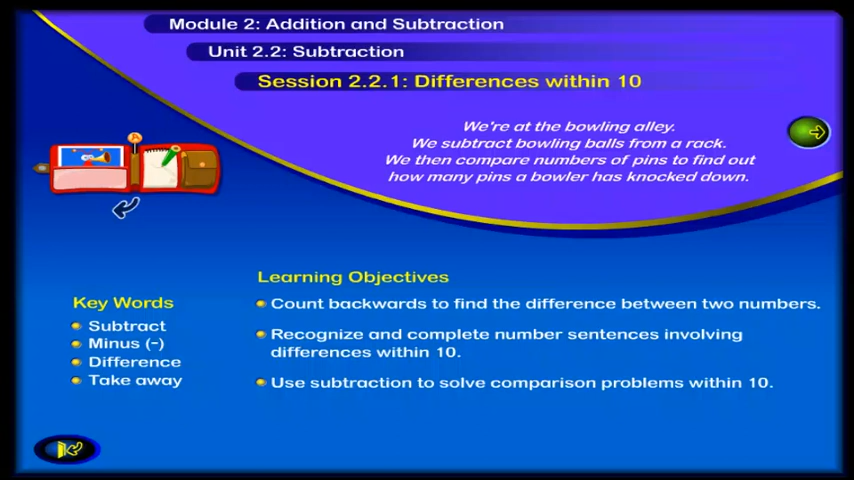 Module 2: Addition and Subtraction
Unit 2.2: Subtraction
Session 2.2.1: Differences within 10
We're at the bowling alley.
We subtract bowling balls from a rack.
We then compare numbers of pins to find out
how many pins a bowler has knocked down.
A
Key Words
Subtract
Minus (-)
Difference
Take away
Learning Objectives
Count backwards to find the difference between two numbers.
Recognize and complete number sentences involving
differences within 10.
Use subtraction to solve comparison problems within 10.